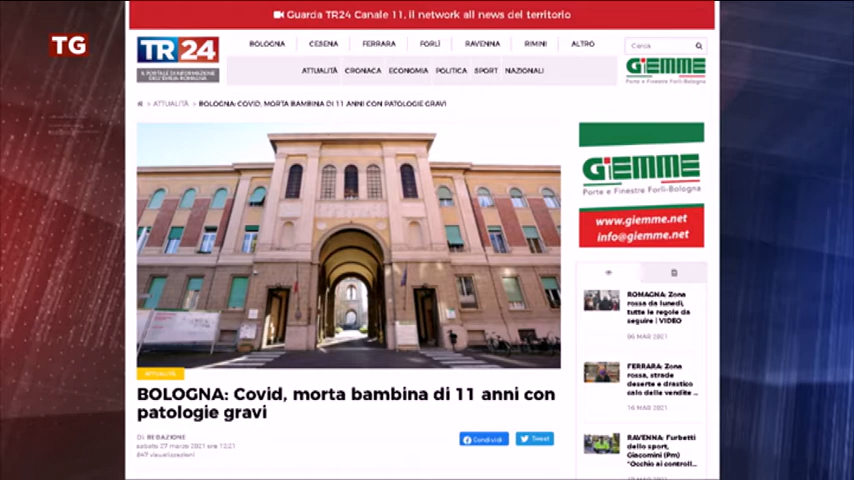 Guarda TR24 Canale 11, il network all news del territorio
TG
TR24
IL PORTALE DI INFORMAZIONE
DELL'EMILIA-ROMAGNA
BOLOGNA CESENA FERRARA FORLÌ RAVENNA RIMINI ALTRO
Cerca
ATTUALITÀ CRONACA ECONOMIA POLITICA SPORT NAZIONALI
GIEMME
Porte e Finestre Forlì-Bologna
> ATTUALITÀ > BOLOGNA: COVID, MORTA BAMBINA DI 11 ANNI CON PATOLOGIE GRAVI
GIEMME
Porte e Finestre Forlì-Bologna
www.giemme.net
info@giemme.net
ROMAGNA: Zona
rossa da lunedì,
tutte le regole da
seguire | VIDEO
06 MAR 2021
FERRARA: Zona
rossa, strade
deserte e drastico
calo delle vendite ...
16 MAR 2021
RAVENNA: Furbetti
dello sport,
Giacomini (Pm)
"Occhio ai controll...
ATTUALITÀ
BOLOGNA: Covid, morta bambina di 11 anni con
patologie gravi
DI REDAZIONE
sabato 27 marzo 2021 ore 12:21
847 visualizzazioni
Condividi
Tweet